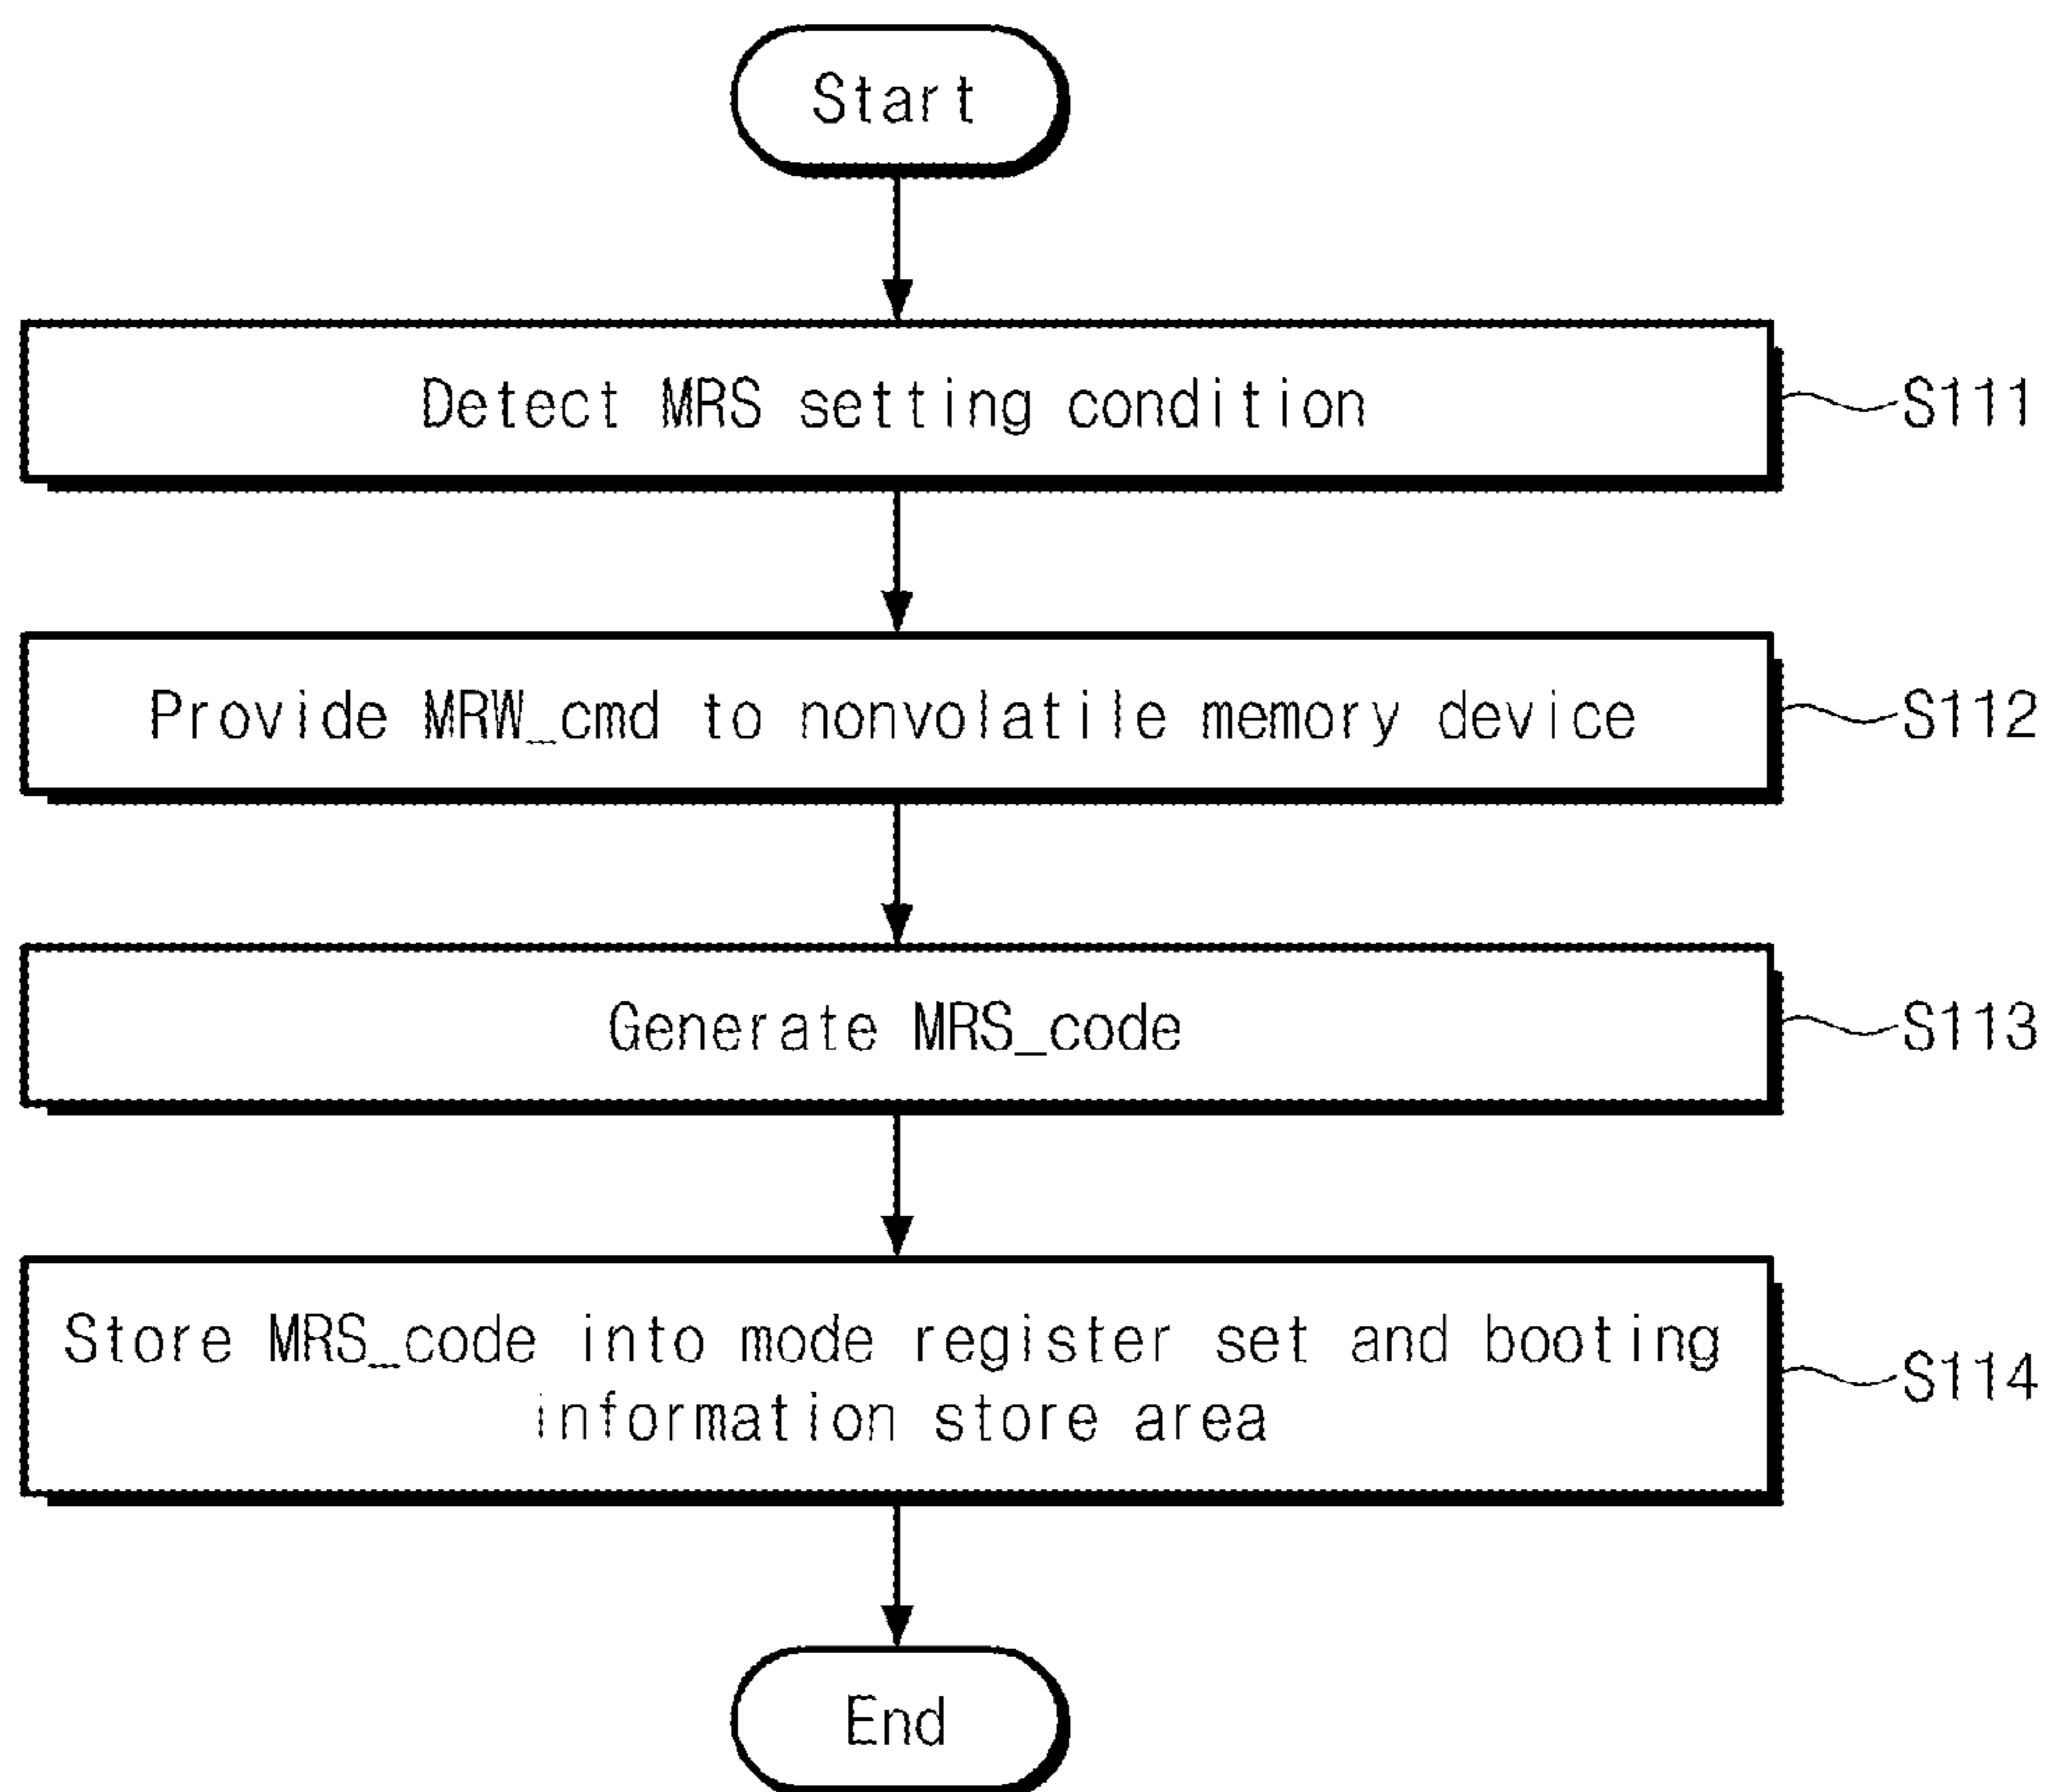 Start
Detect MRS setting condition
S111
Provide MRW_cmd to nonvolatile memory device
S112
Generate MRS_code
S113
Store MRS_code into mode register set and booting
information store area
S114
End